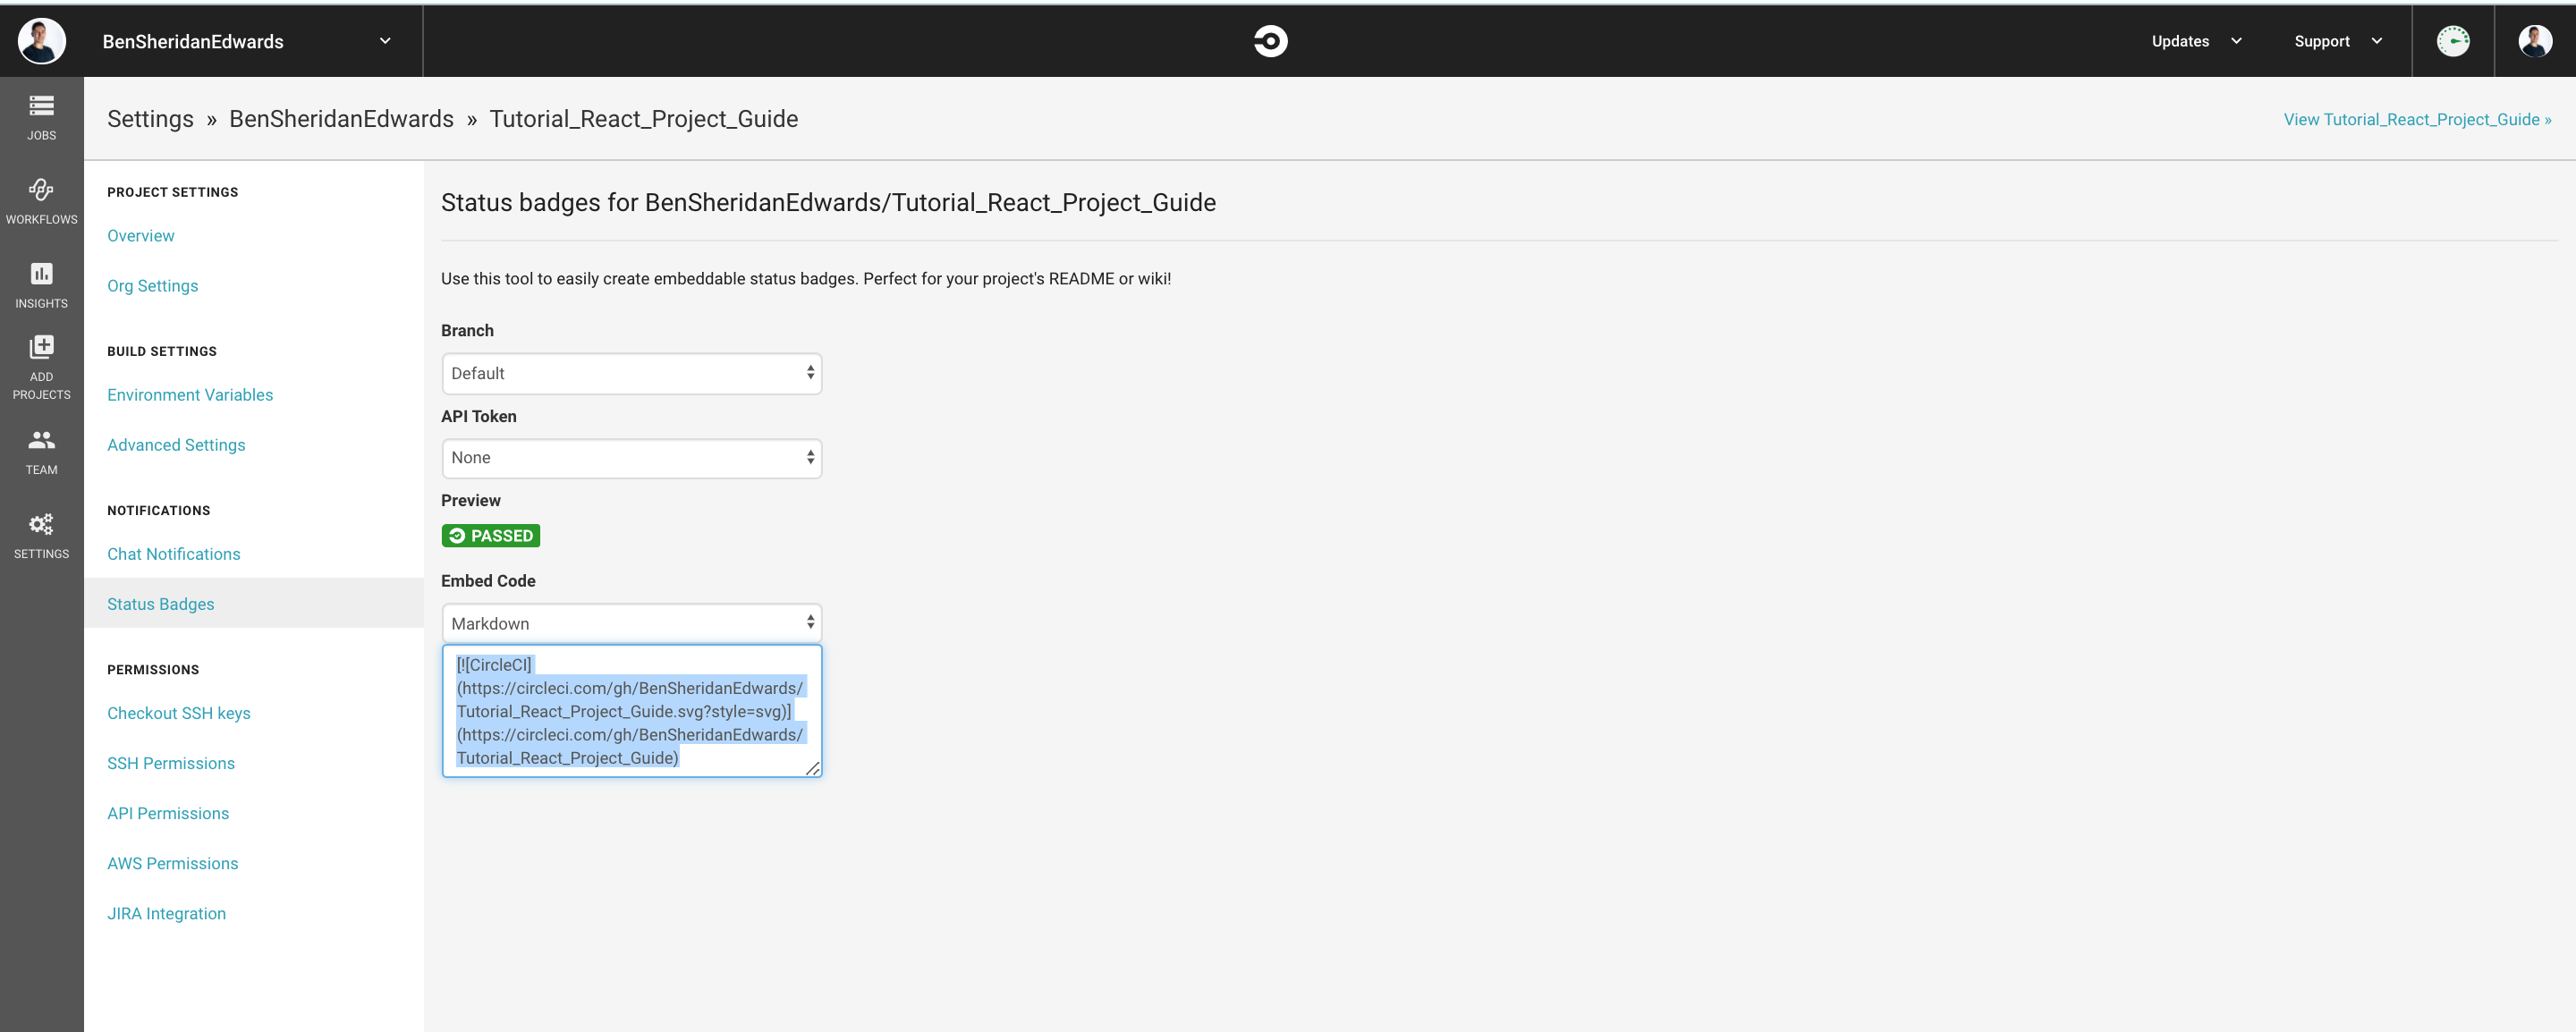 BenSheridanEdwards
Updates
Support
JOBS
WORKFLOWS
INSIGHTS
ADD
PROJECTS
TEAM
SETTINGS
Settings » BenSheridanEdwards » Tutorial_React_Project_Guide
View Tutorial_React_Project_Guide »
PROJECT SETTINGS
Overview
Org Settings
BUILD SETTINGS
Environment Variables
Advanced Settings
NOTIFICATIONS
Chat Notifications
Status Badges
PERMISSIONS
Checkout SSH keys
SSH Permissions
API Permissions
AWS Permissions
JIRA Integration
Status badges for BenSheridanEdwards/Tutorial_React_Project_Guide
Use this tool to easily create embeddable status badges. Perfect for your project's README or wiki!
Branch
Default
API Token
None
Preview
PASSED
Embed Code
Markdown
[![CircleCI]
(https://circleci.com/gh/BenSheridanEdwards/
Tutorial_React_Project_Guide.svg?style=svg)]
(https://circleci.com/gh/BenSheridanEdwards/
Tutorial_React_Project_Guide)